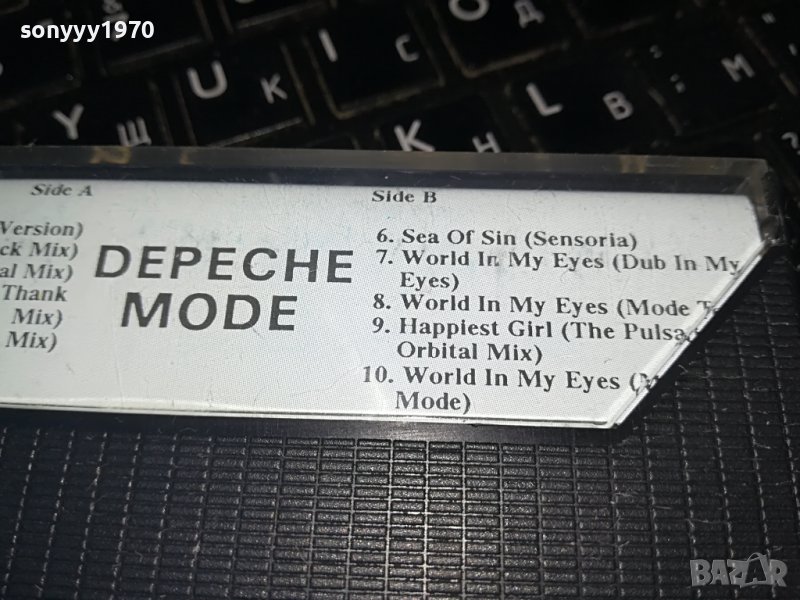 sonyyy1970
Y U I O
Щ К С Д
K L
В М
Side A
Version)
ck Mix)
al Mix)
Thank
Mix)
Mix)
DEPECHE
MODE
Side B
6. Sea Of Sin (Sensoria)
7. World In My Eyes (Dub In My
Eyes)
8. World In My Eyes (Mode
9. Happiest Girl (The Pulsa
Orbital Mix)
10. World In My Eyes (
Mode)
BAZAR